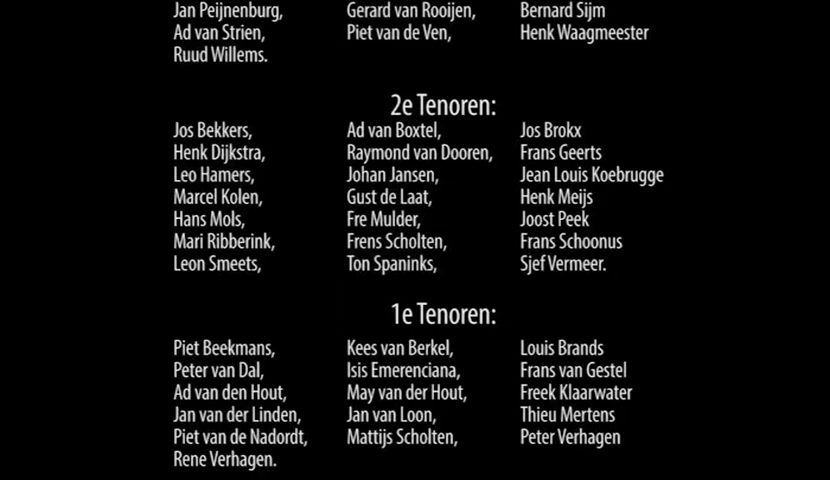 Jan Peijnenburg, Gerard van Rooijen, Bernard Sijm
Ad van Strien, Piet van de Ven, Henk Waagmeester
Ruud Willems.
2e Tenoren:
Jos Bekkers, Ad van Boxtel, Jos Brokx
Henk Dijkstra, Raymond van Dooren, Frans Geerts
Leo Hamers, Johan Jansen, Jean Louis Koebrugge
Marcel Kolen, Gust de Laat, Henk Meijs
Hans Mols, Fre Mulder, Joost Peek
Mari Ribberink, Frens Scholten, Frans Schoonus
Leon Smeets, Ton Spaninks, Sjef Vermeer.
1e Tenoren:
Piet Beekmans, Kees van Berkel, Louis Brands
Peter van Dal, Isis Emerenciana, Frans van Gestel
Ad van den Hout, May van der Hout, Freek Klaarwater
Jan van der Linden, Jan van Loon, Thieu Mertens
Piet van de Nadordt, Mattijs Scholten, Peter Verhagen
Rene Verhagen.